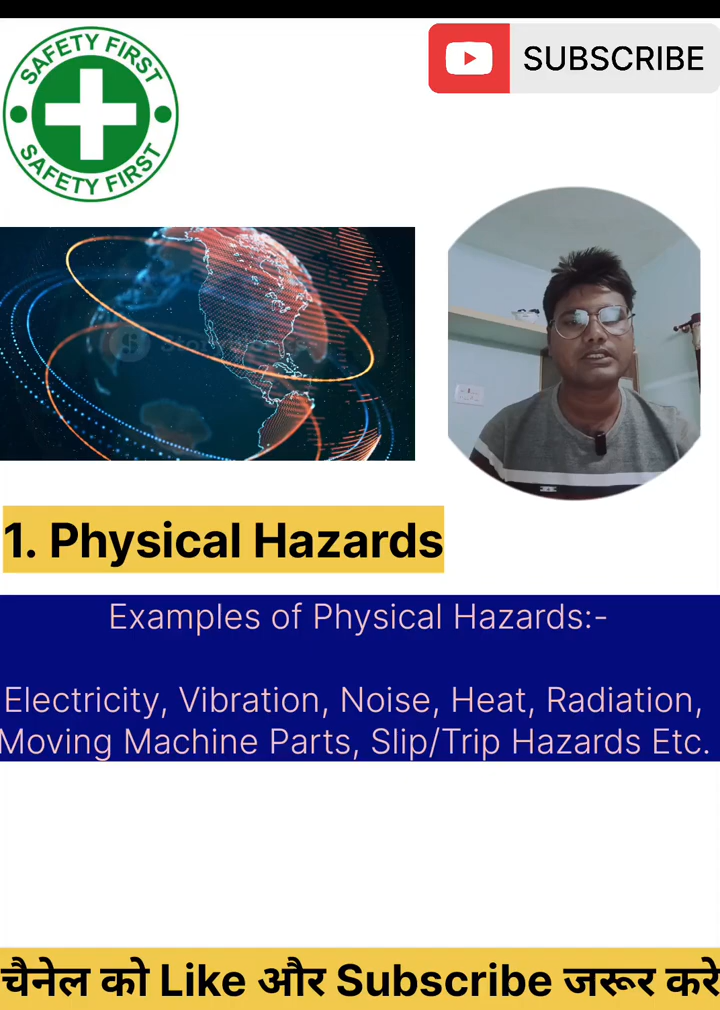 SAFETY FIRST
SAFETY FIRST
SUBSCRIBE
1. Physical Hazards
Examples of Physical Hazards:-
Electricity, Vibration, Noise, Heat, Radiation,
Moving Machine Parts, Slip/Trip Hazards Etc.
चैनेल को Like और Subscribe जरूर करे